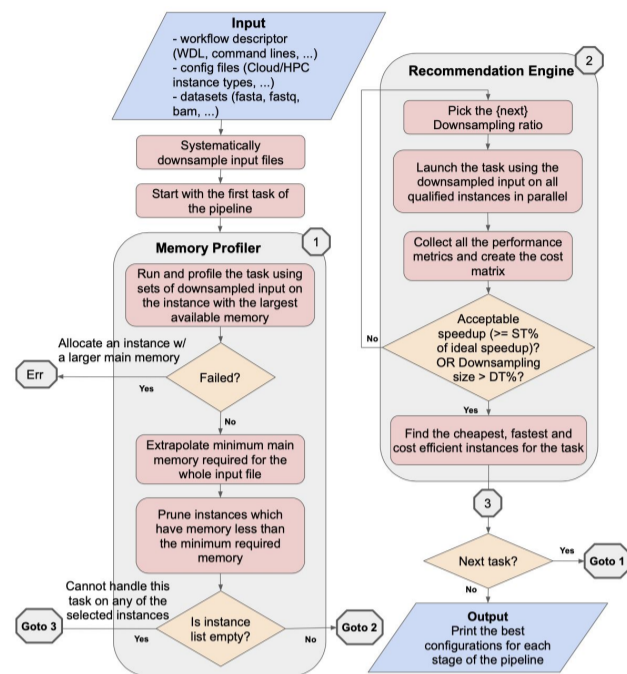 Input
- workflow descriptor
(WDL, command lines, ...)
- config files (Cloud/HPC
instance types, ...)
- datasets (fasta, fastq,
bam, ...)
Systematically
downsample input files
Start with the first task of
the pipeline
1
Memory Profiler
Run and profile the task using
sets of downsampled input on
the instance with the largest
available memory
Allocate an instance w/
a larger main memory
Failed?
Err
Yes
No
Extrapolate minimum main
memory required for the
whole input file
Prune instances which
have memory less than
the minimum required
memory
Cannot handle this
task on any of the
selected instances
Is instance
list empty?
Goto 3
Yes
No
Goto 2
2
Recommendation Engine
Pick the {next}
Downsampling ratio
Launch the task using the
downsampled input on all
qualified instances in parallel
Collect all the performance
metrics and create the cost
matrix
Acceptable
speedup (>= ST%
of ideal speedup)?
OR Downsampling
size > DT%?
No
Yes
Find the cheapest, fastest and
cost efficient instances for the task
3
Next task?
Yes
Goto 1
No
Output
Print the best
configurations for each
stage of the pipeline